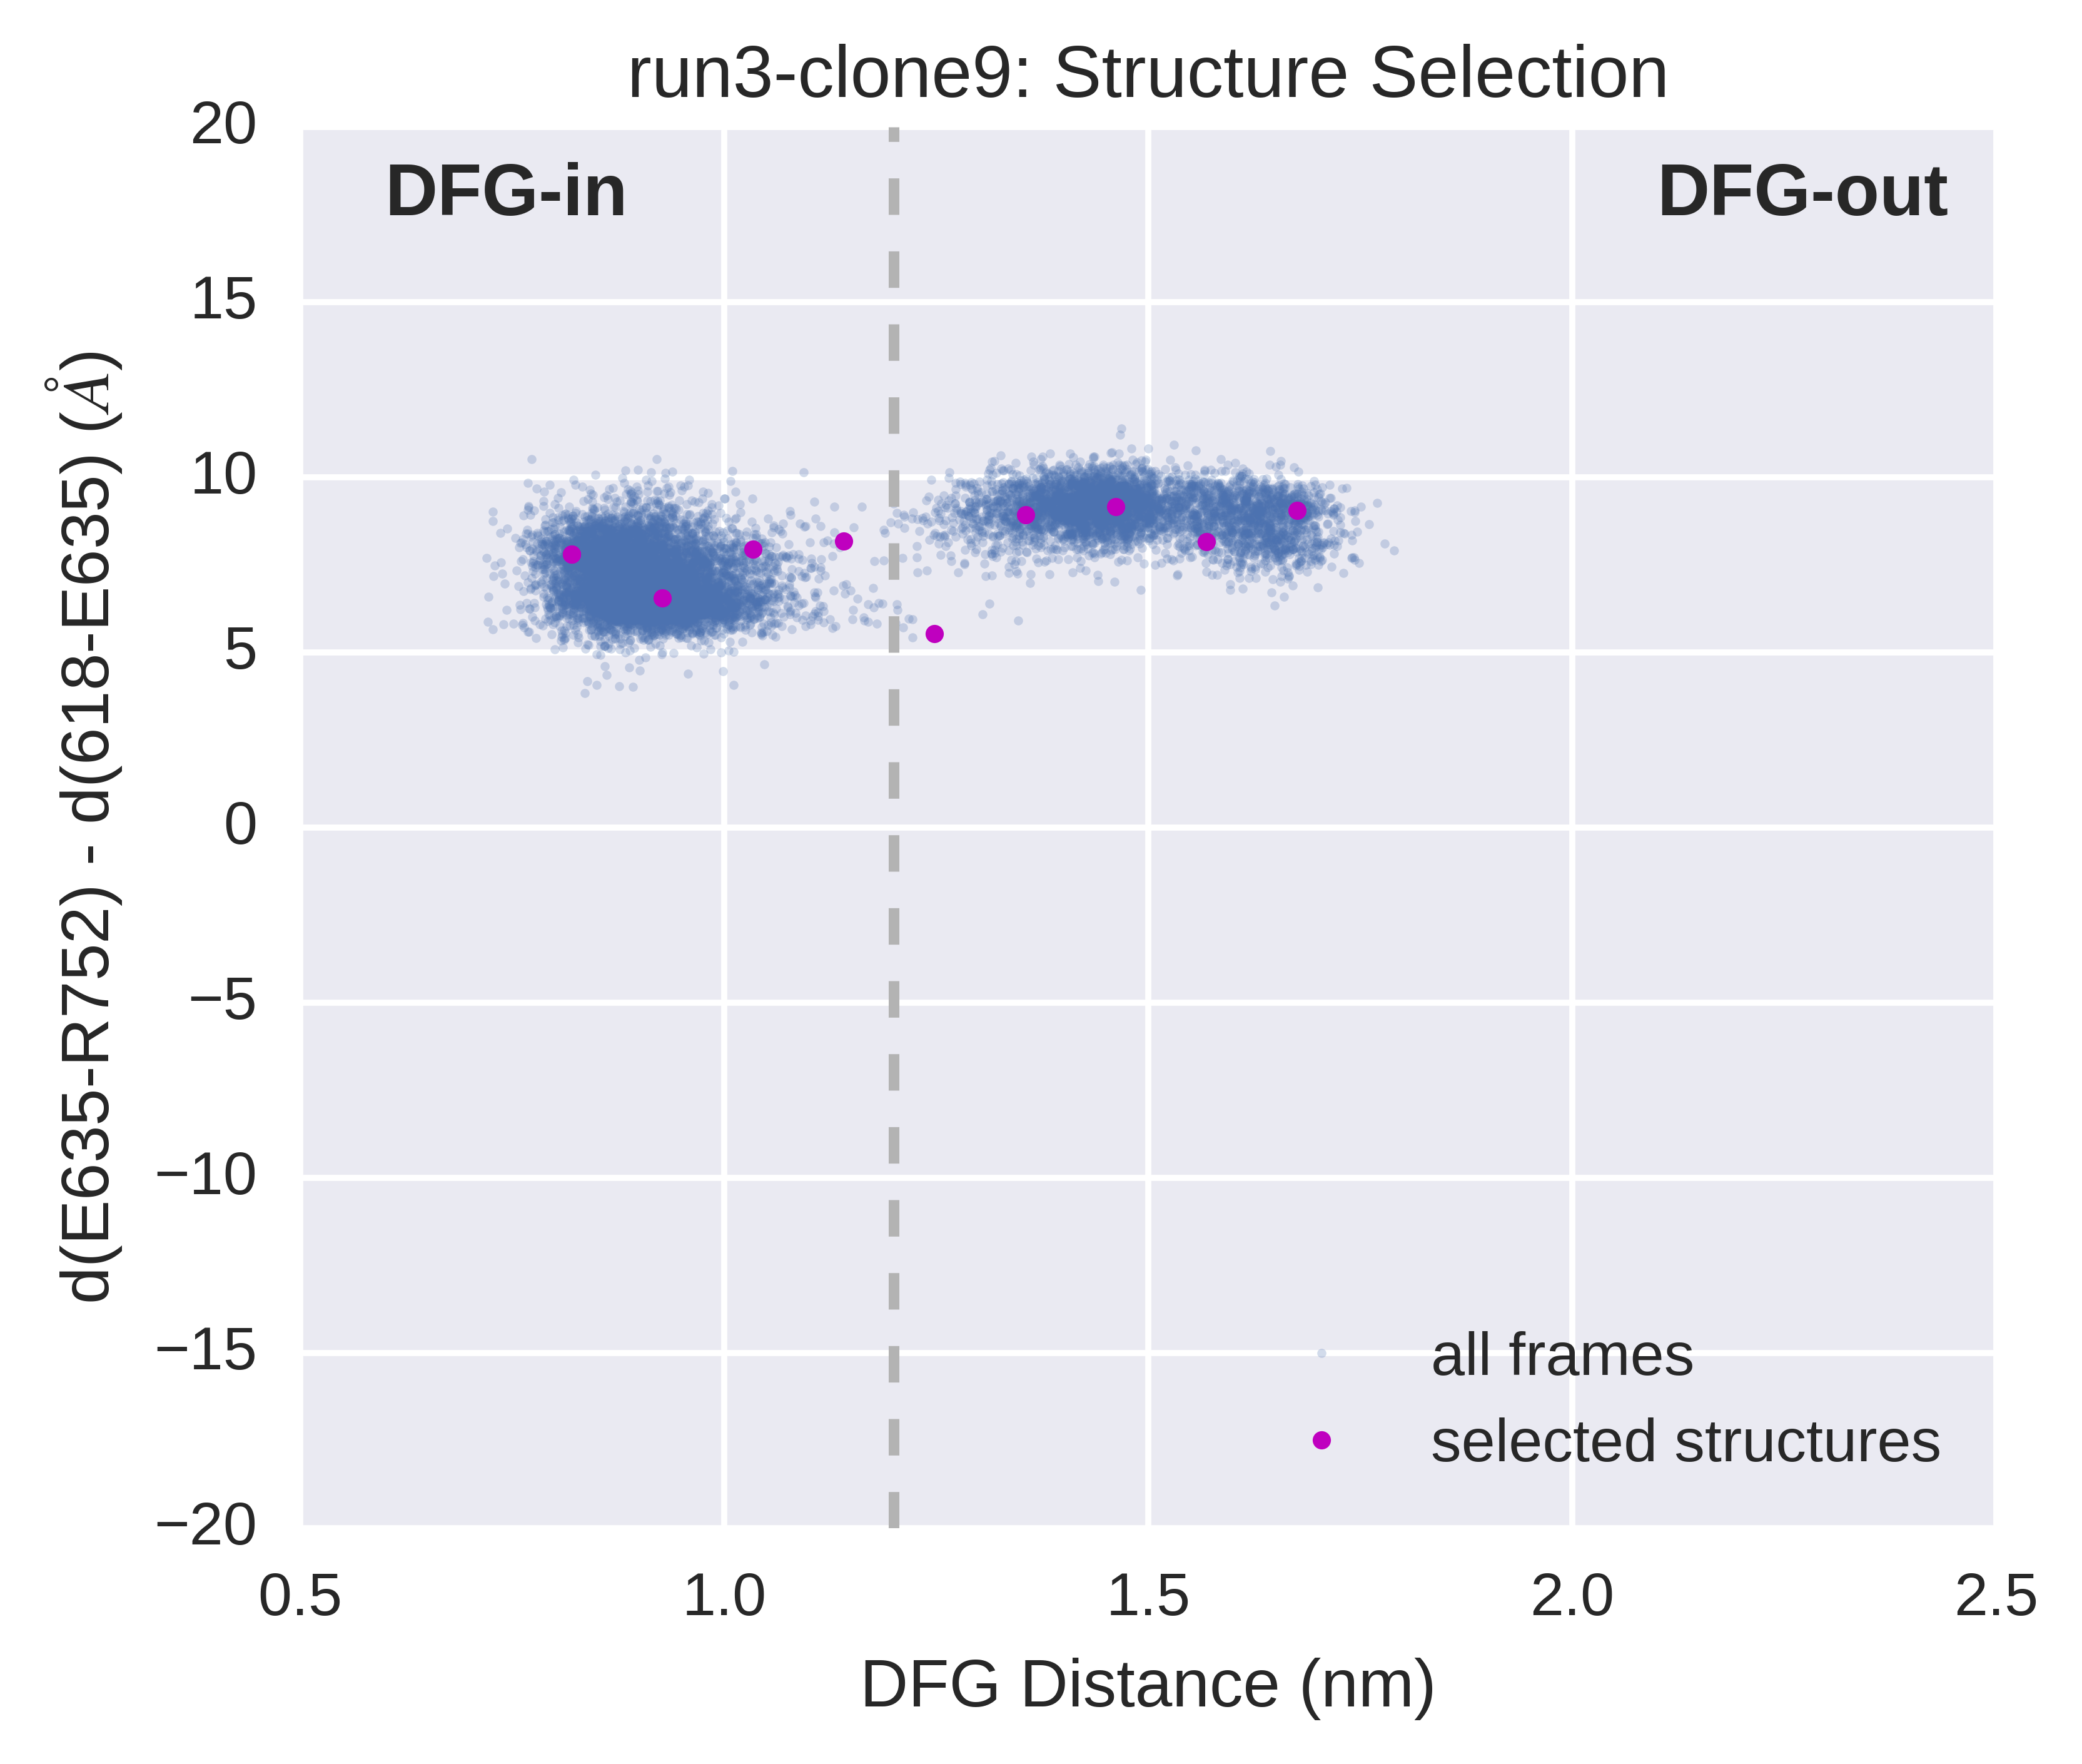 run3-clone9: Structure Selection
DFG-in
DFG-out
20
15
10
5
0
−5
−10
−15
−20
d(E635-R752) - d(618-E635) (Å)
all frames
selected structures
0.5
1.0
1.5
2.0
2.5
DFG Distance (nm)